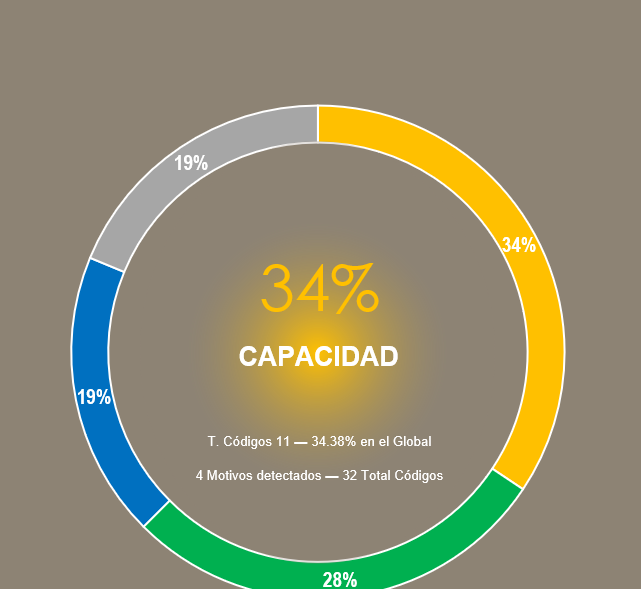 19%
34%
34%
CAPACIDAD
19%
T. Códigos 11 — 34.38% en el Global
4 Motivos detectados — 32 Total Códigos
28%